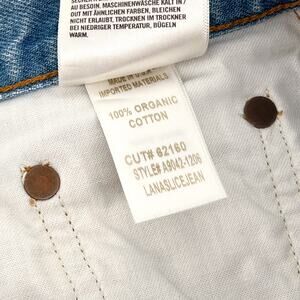 AU BESOIN, MASCHINENWÄSCHE KALT IN /
OUT MIT ÄHNLICHEN FARBEN, BLEICHEN
NICHT ERLAUBT, TROCKNEN IM TROCKNER
BEI NIEDRIGER TEMPERATUR, BÜGELN
WARM.
MADE IN U.S.A.
IMPORTED MATERIALS
100% ORGANIC
COTTON
CUT# 62160
STYLE# A9042-1206
LANASLICEJEAN